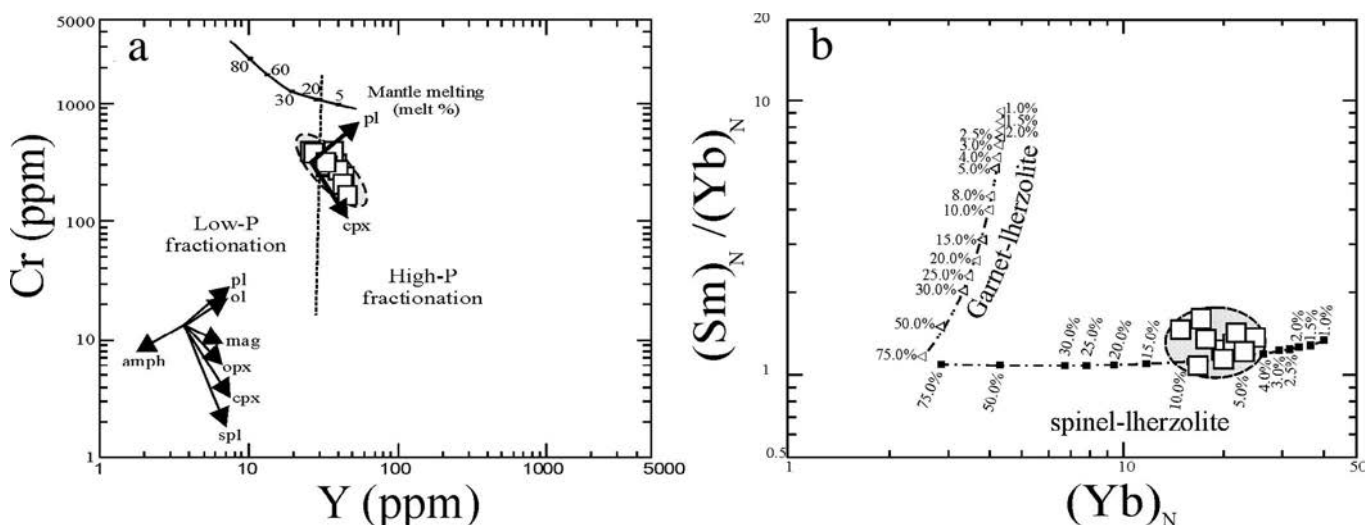 a
Cr (ppm)
5000
1000
100
10
1
80
60
30
20
5
Mantle melting
(melt %)
pl
cpx
Low-P
fractionation
High-P
fractionation
pl
ol
mag
amph
opx
cpx
spl
1
10
100
1000
5000
Y (ppm)
b
(Sm)N /(Yb)N
20
10
1
0.5
1.0%
1.5%
2.0%
2.5%
3.0%
4.0%
5.0%
8.0%
10.0%
15.0%
20.0%
25.0%
30.0%
50.0%
75.0%
Garnet-lherzolite
75.0%
50.0%
30.0%
25.0%
20.0%
15.0%
10.0%
5.0%
4.0%
3.0%
2.5%
2.0%
1.5%
1.0%
spinel-lherzolite
1
10
50
(Yb)N